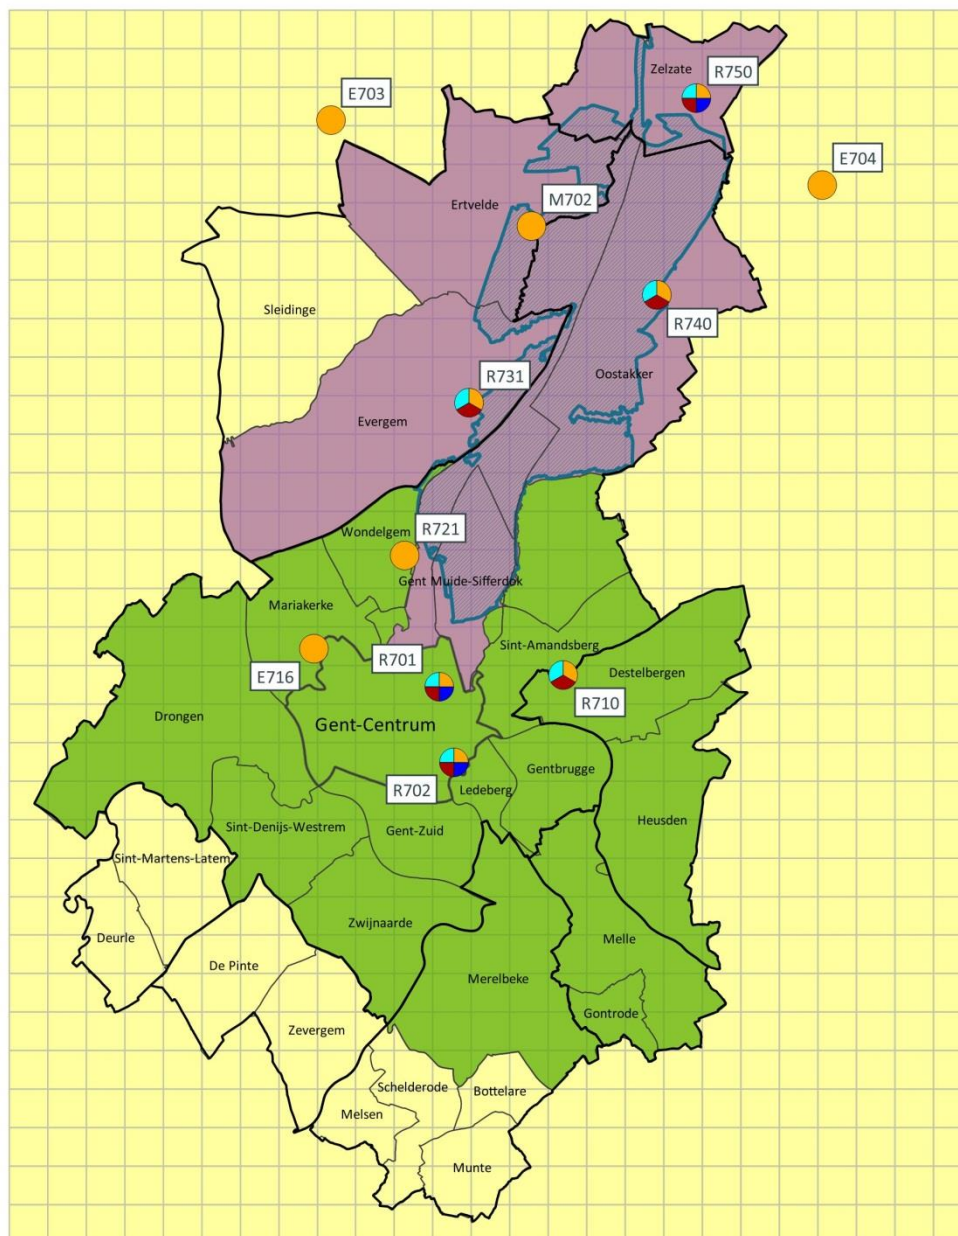 Zelzate
R750
E703
E704
M702
Ertvelde
Sleidinge
R740
R731
Oostakker
Evergem
R721
Wondelgem
Gent Muide-Sifferdok
Mariakerke
Sint-Amandsberg
R701
Destelbergen
E716
R710
Drongen
Gent-Centrum
Gentbrugge
R702
Ledeberg
Heusden
Sint-Denijs-Westrem
Gent-Zuid
Sint-Martens-Latem
Zwijnaarde
Deurle
Melle
De Pinte
Merelbeke
Gontrode
Zevergem
Schelderode
Bottelare
Melsen
Munte